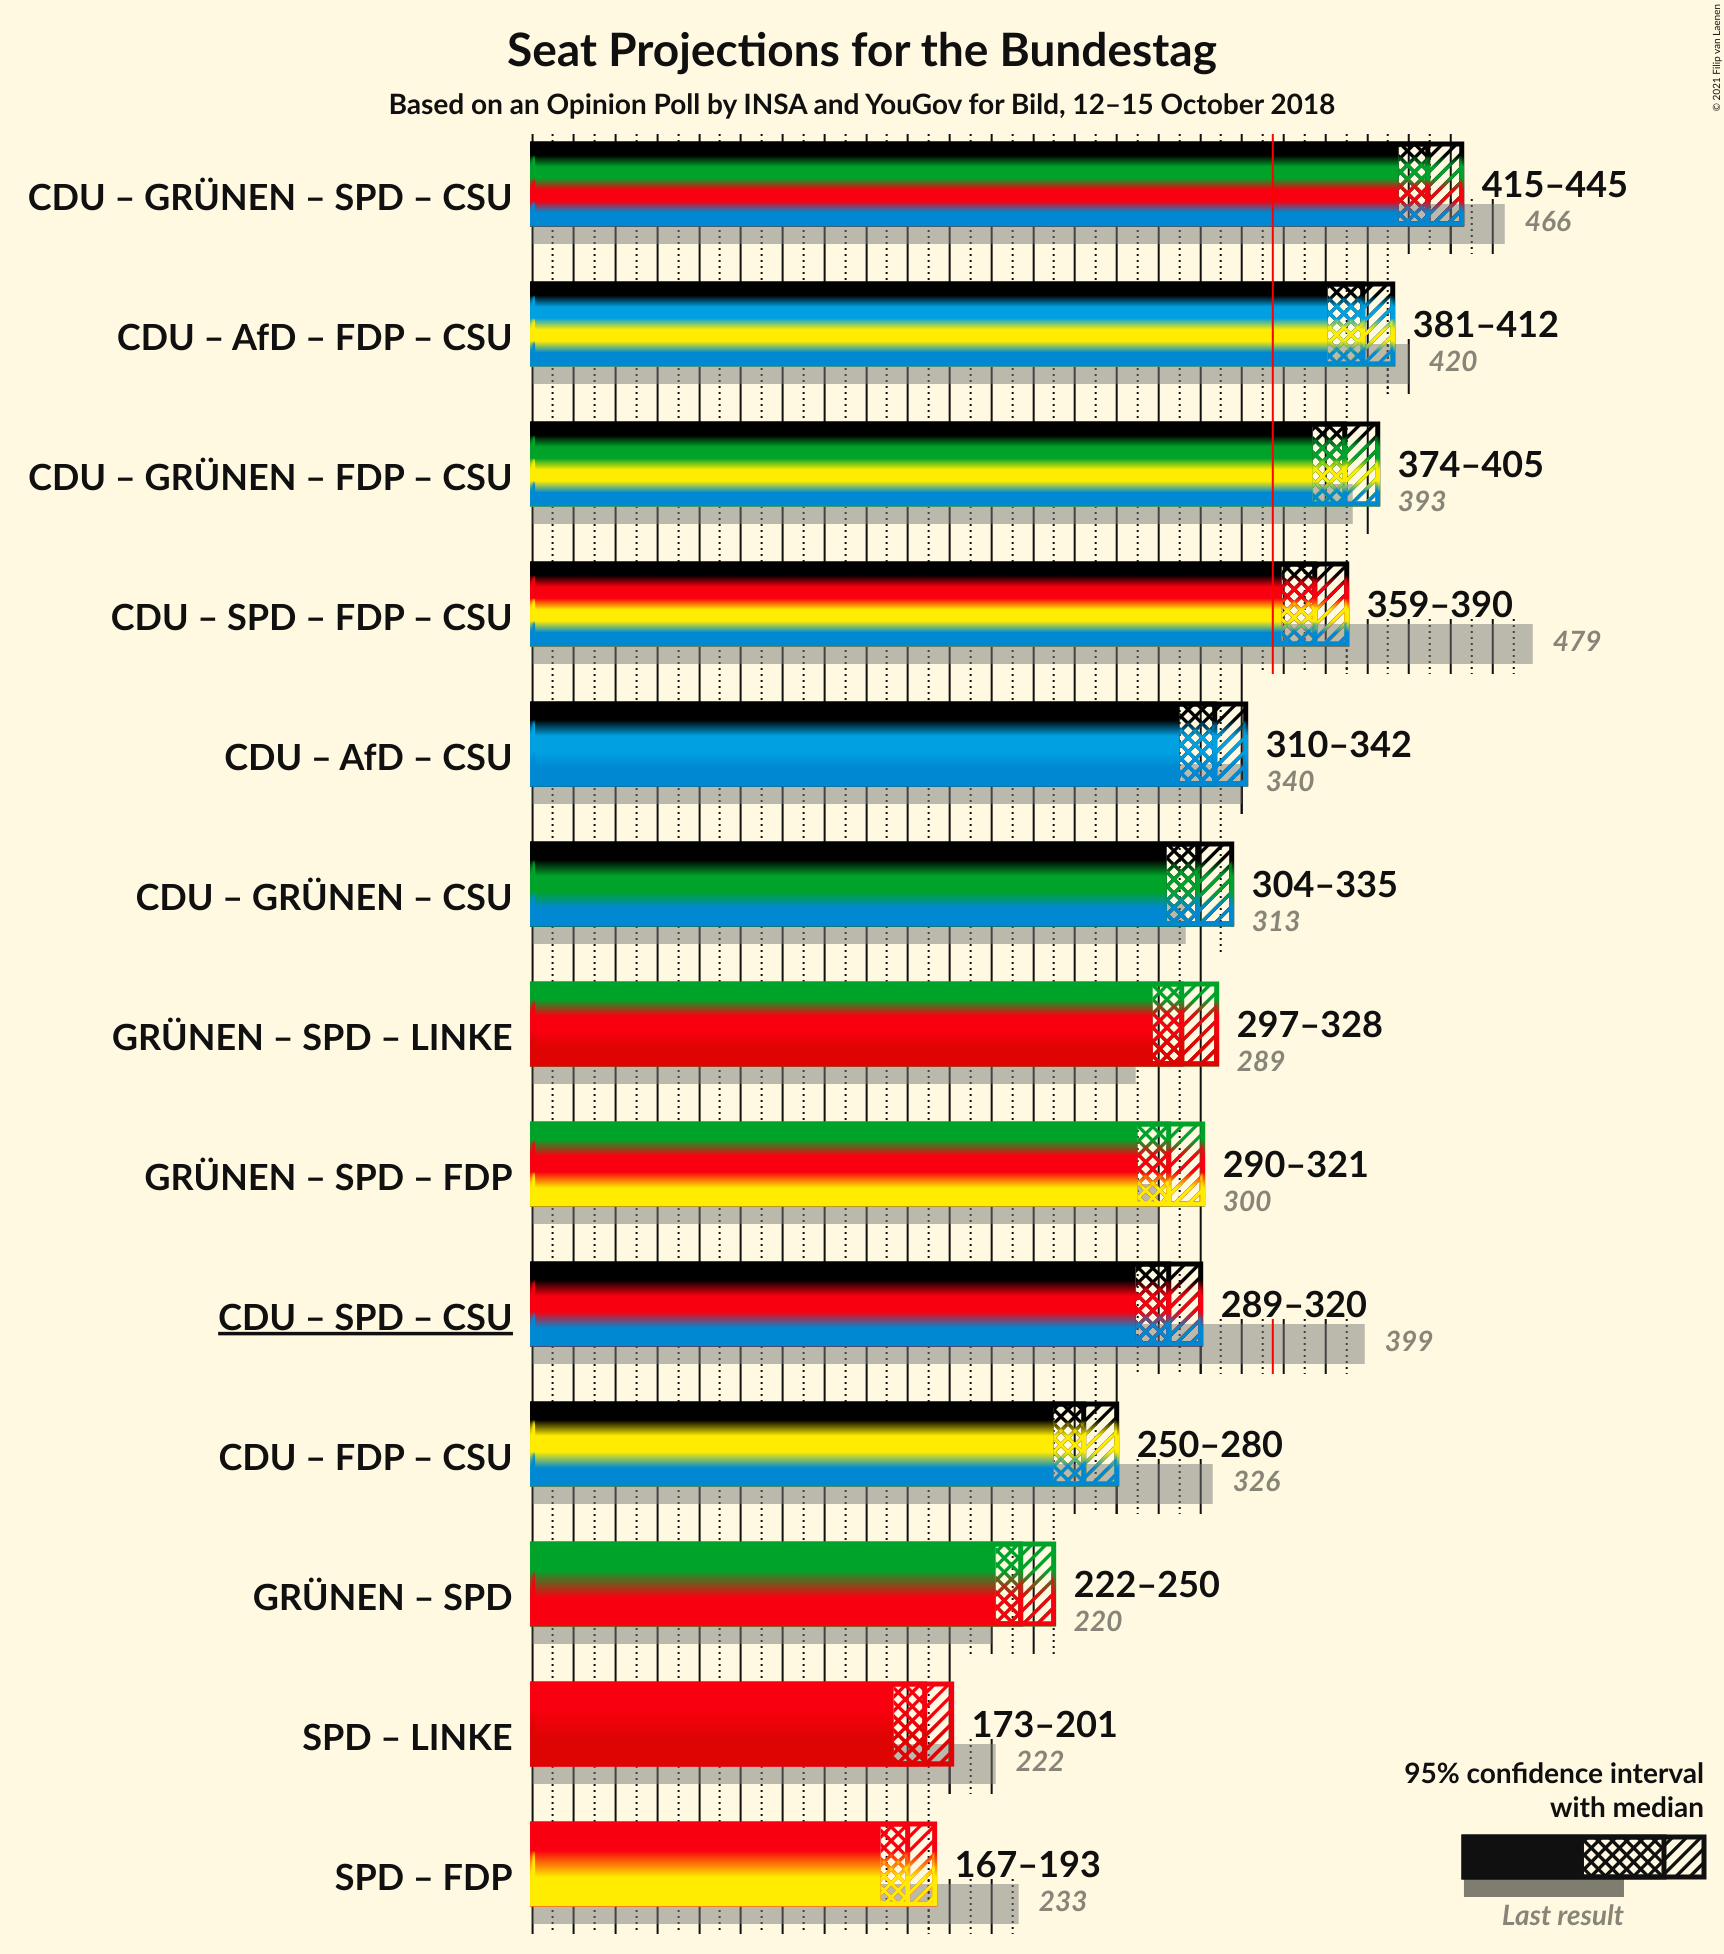 Seat Projections for the Bundestag
Based on an Opinion Poll by INSA and YouGov for Bild, 12–15 October 2018
© 2021 Filip van Laenen
CDU – GRÜNEN – SPD – CSU
415–445
466
CDU – AfD – FDP – CSU
381–412
420
CDU – GRÜNEN – FDP – CSU
374–405
393
CDU – SPD – FDP – CSU
359–390
479
CDU – AfD – CSU
310–342
340
CDU – GRÜNEN – CSU
304–335
313
GRÜNEN – SPD – LINKE
297–328
289
GRÜNEN – SPD – FDP
290–321
300
CDU – SPD – CSU
289–320
399
CDU – FDP – CSU
250–280
326
GRÜNEN – SPD
222–250
220
SPD – LINKE
173–201
222
SPD – FDP
167–193
233
95% confidence interval
with median
Last result